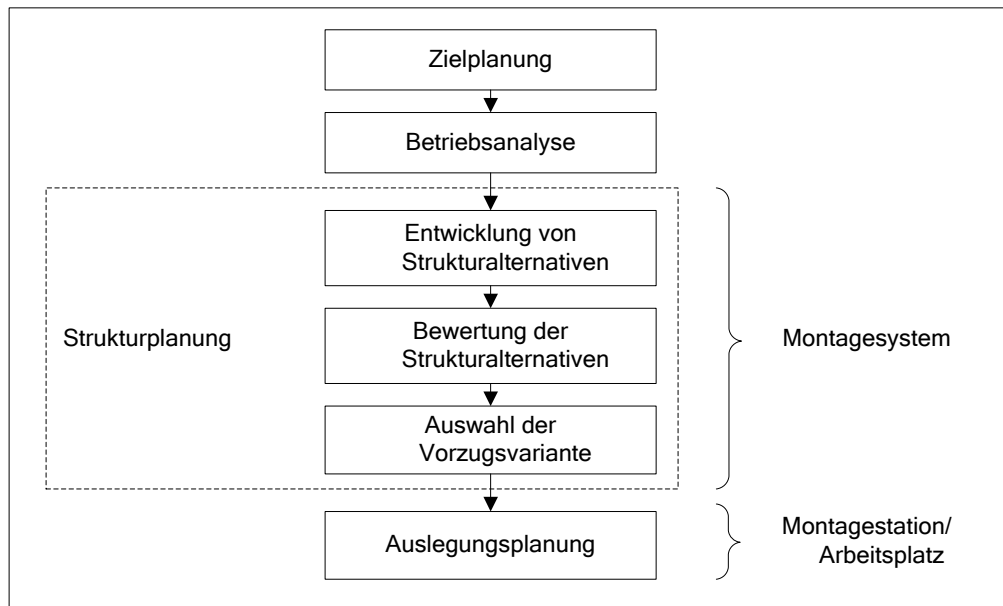 Zielplanung
Betriebsanalyse
Entwicklung von
Strukturalternativen
Strukturplanung
Bewertung der
Strukturalternativen
Montagesystem
Auswahl der
Vorzugsvariante
Auslegungsplanung
Montagestation/
Arbeitsplatz